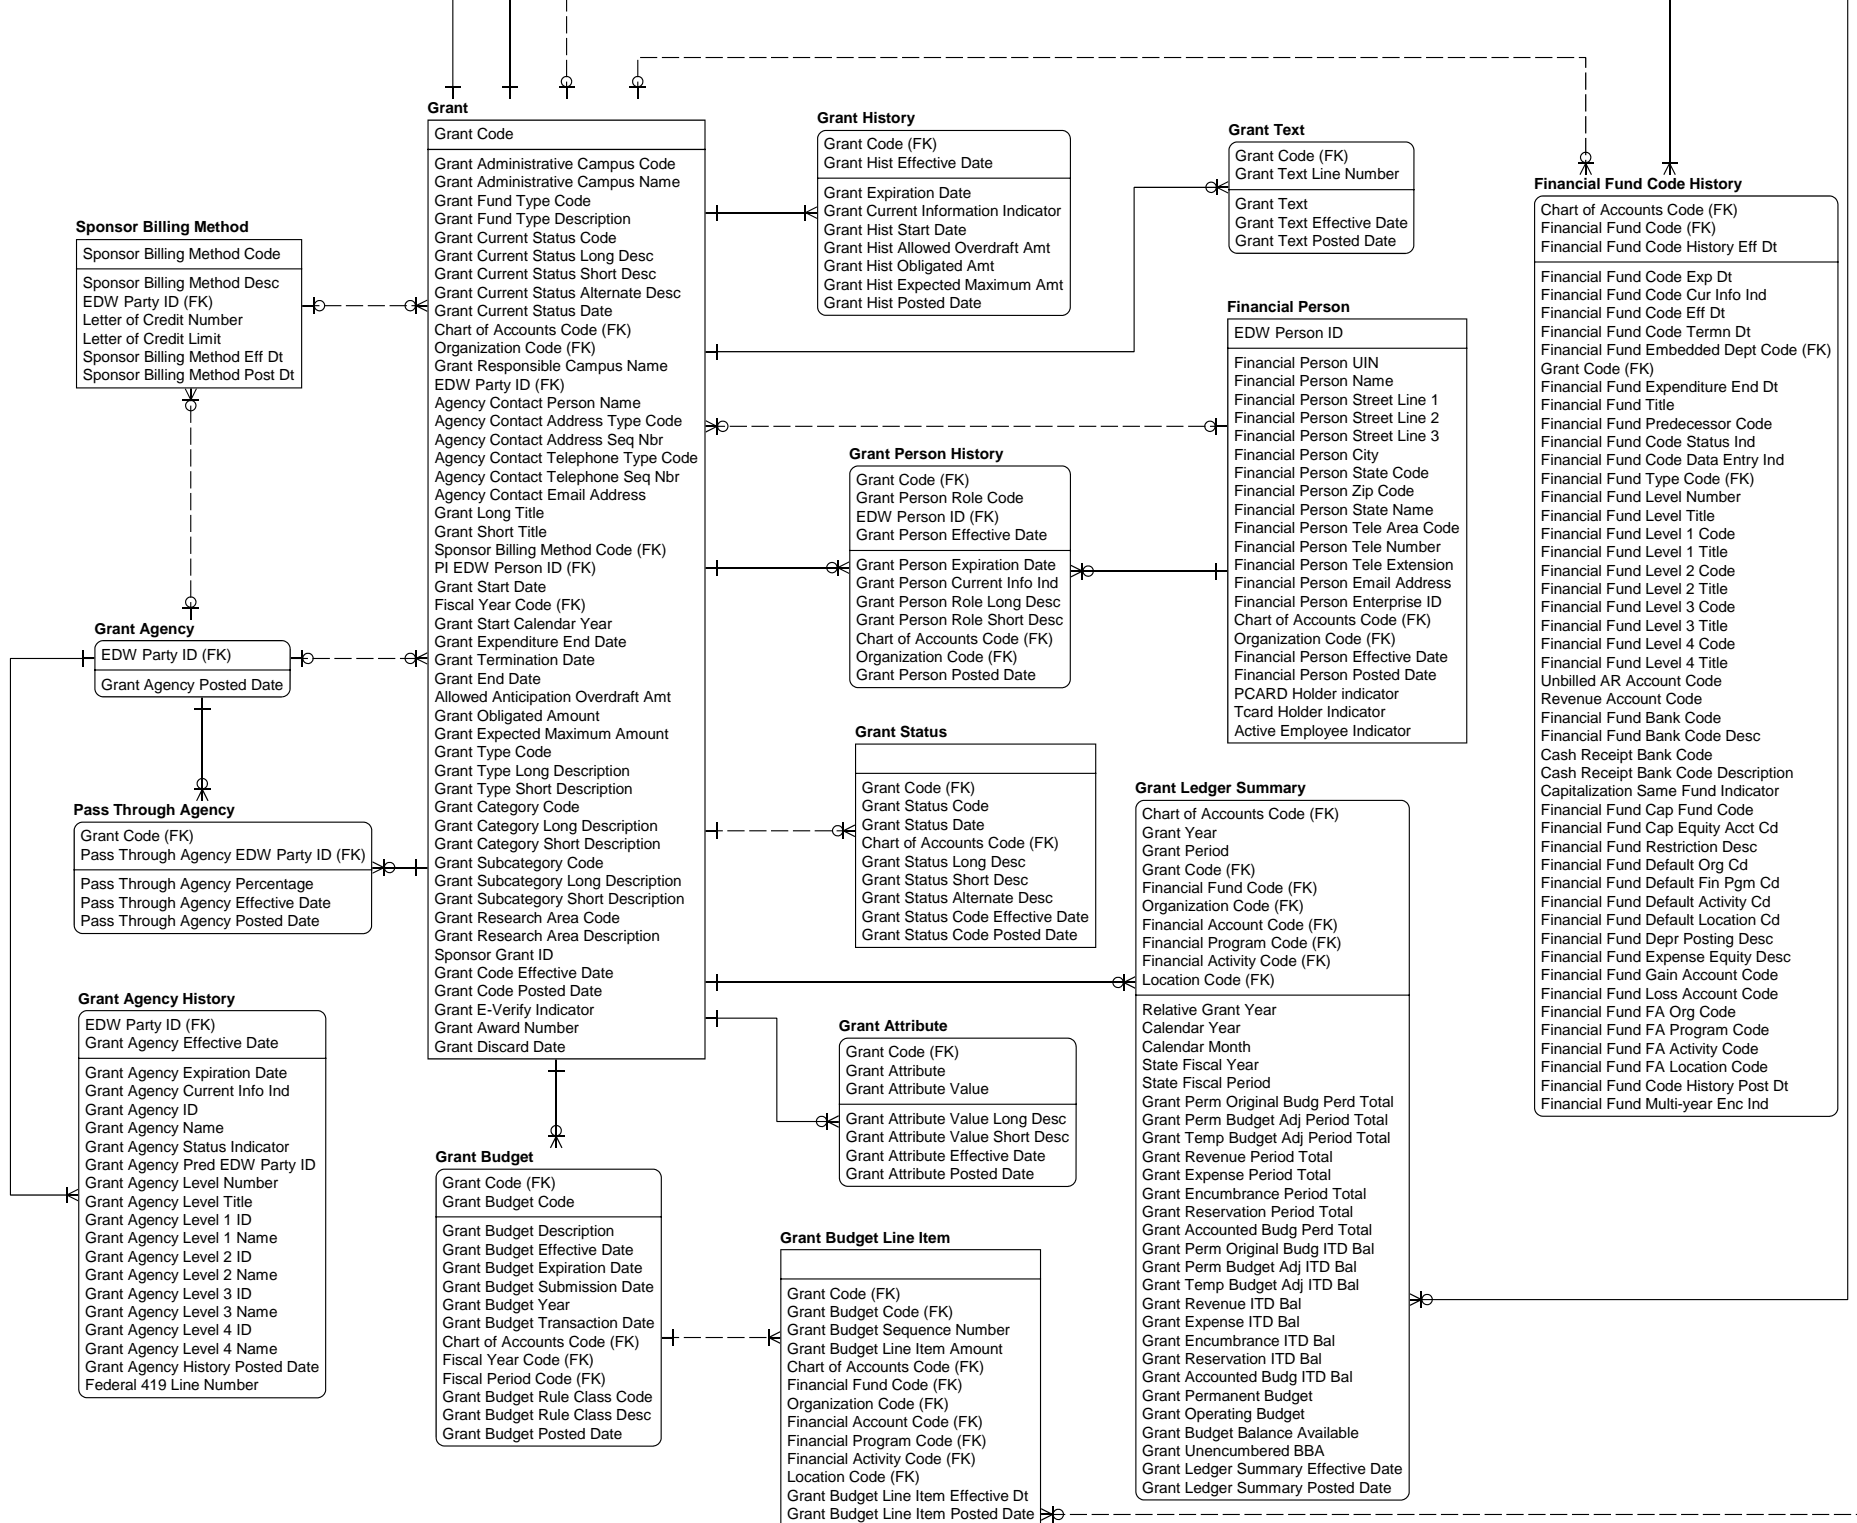 Grant
Grant Code
Grant Administrative Campus Code
Grant Administrative Campus Name
Grant Fund Type Code
Grant Fund Type Description
Grant Current Status Code
Grant Current Status Long Desc
Grant Current Status Short Desc
Grant Current Status Alternate Desc
Grant Current Status Date
Chart of Accounts Code (FK)
Organization Code (FK)
Grant Responsible Campus Name
EDW Party ID (FK)
Agency Contact Person Name
Agency Contact Address Type Code
Agency Contact Address Seq Nbr
Agency Contact Telephone Type Code
Agency Contact Telephone Seq Nbr
Agency Contact Email Address
Grant Long Title
Grant Short Title
Sponsor Billing Method Code (FK)
PI EDW Person ID (FK)
Grant Start Date
Fiscal Year Code (FK)
Grant Start Calendar Year
Grant Expenditure End Date
Grant Termination Date
Grant End Date
Allowed Anticipation Overdraft Amt
Grant Obligated Amount
Grant Expected Maximum Amount
Grant Type Code
Grant Type Long Description
Grant Type Short Description
Grant Category Code
Grant Category Long Description
Grant Category Short Description
Grant Subcategory Code
Grant Subcategory Long Description
Grant Subcategory Short Description
Grant Research Area Code
Grant Research Area Description
Sponsor Grant ID
Grant Code Effective Date
Grant Code Posted Date
Grant E-Verify Indicator
Grant Award Number
Grant Discard Date
Grant History
Grant Code (FK)
Grant Hist Effective Date
Grant Expiration Date
Grant Current Information Indicator
Grant Hist Start Date
Grant Hist Allowed Overdraft Amt
Grant Hist Obligated Amt
Grant Hist Expected Maximum Amt
Grant Hist Posted Date
Grant Text
Grant Code (FK)
Grant Text Line Number
Grant Text
Grant Text Effective Date
Grant Text Posted Date
Financial Fund Code History
Chart of Accounts Code (FK)
Financial Fund Code (FK)
Financial Fund Code History Eff Dt
Financial Fund Code Exp Dt
Financial Fund Code Cur Info Ind
Financial Fund Code Eff Dt
Financial Fund Code Termn Dt
Financial Fund Embedded Dept Code (FK)
Grant Code (FK)
Financial Fund Expenditure End Dt
Financial Fund Title
Financial Fund Predecessor Code
Financial Fund Code Status Ind
Financial Fund Code Data Entry Ind
Financial Fund Type Code (FK)
Financial Fund Level Number
Financial Fund Level Title
Financial Fund Level 1 Code
Financial Fund Level 1 Title
Financial Fund Level 2 Code
Financial Fund Level 2 Title
Financial Fund Level 3 Code
Financial Fund Level 3 Title
Financial Fund Level 4 Code
Financial Fund Level 4 Title
Unbilled AR Account Code
Revenue Account Code
Financial Fund Bank Code
Financial Fund Bank Code Desc
Cash Receipt Bank Code
Cash Receipt Bank Code Description
Capitalization Same Fund Indicator
Financial Fund Cap Fund Code
Financial Fund Cap Equity Acct Cd
Financial Fund Restriction Desc
Financial Fund Default Org Cd
Financial Fund Default Fin Pgm Cd
Financial Fund Default Activity Cd
Financial Fund Default Location Cd
Financial Fund Depr Posting Desc
Financial Fund Expense Equity Desc
Financial Fund Gain Account Code
Financial Fund Loss Account Code
Financial Fund FA Org Code
Financial Fund FA Program Code
Financial Fund FA Activity Code
Financial Fund FA Location Code
Financial Fund Code History Post Dt
Financial Fund Multi-year Enc Ind
Sponsor Billing Method
Sponsor Billing Method Code
Sponsor Billing Method Desc
EDW Party ID (FK)
Letter of Credit Number
Letter of Credit Limit
Sponsor Billing Method Eff Dt
Sponsor Billing Method Post Dt
Financial Person
EDW Person ID
Financial Person UIN
Financial Person Name
Financial Person Street Line 1
Financial Person Street Line 2
Financial Person Street Line 3
Financial Person City
Financial Person State Code
Financial Person Zip Code
Financial Person State Name
Financial Person Tele Area Code
Financial Person Tele Number
Financial Person Tele Extension
Financial Person Email Address
Financial Person Enterprise ID
Chart of Accounts Code (FK)
Organization Code (FK)
Financial Person Effective Date
Financial Person Posted Date
PCARD Holder indicator
Tcard Holder Indicator
Active Employee Indicator
Grant Person History
Grant Code (FK)
Grant Person Role Code
EDW Person ID (FK)
Grant Person Effective Date
Grant Person Expiration Date
Grant Person Current Info Ind
Grant Person Role Long Desc
Grant Person Role Short Desc
Chart of Accounts Code (FK)
Organization Code (FK)
Grant Person Posted Date
Grant Agency
EDW Party ID (FK)
Grant Agency Posted Date
Grant Status
Grant Code (FK)
Grant Status Code
Grant Status Date
Chart of Accounts Code (FK)
Grant Status Long Desc
Grant Status Short Desc
Grant Status Alternate Desc
Grant Status Code Effective Date
Grant Status Code Posted Date
Grant Ledger Summary
Chart of Accounts Code (FK)
Grant Year
Grant Period
Grant Code (FK)
Financial Fund Code (FK)
Organization Code (FK)
Financial Account Code (FK)
Financial Program Code (FK)
Financial Activity Code (FK)
Location Code (FK)
Relative Grant Year
Calendar Year
Calendar Month
State Fiscal Year
State Fiscal Period
Grant Perm Original Budg Perd Total
Grant Perm Budget Adj Period Total
Grant Temp Budget Adj Period Total
Grant Revenue Period Total
Grant Expense Period Total
Grant Encumbrance Period Total
Grant Reservation Period Total
Grant Accounted Budg Perd Total
Grant Perm Original Budg ITD Bal
Grant Perm Budget Adj ITD Bal
Grant Temp Budget Adj ITD Bal
Grant Revenue ITD Bal
Grant Expense ITD Bal
Grant Encumbrance ITD Bal
Grant Reservation ITD Bal
Grant Accounted Budg ITD Bal
Grant Permanent Budget
Grant Operating Budget
Grant Budget Balance Available
Grant Unencumbered BBA
Grant Ledger Summary Effective Date
Grant Ledger Summary Posted Date
Pass Through Agency
Grant Code (FK)
Pass Through Agency EDW Party ID (FK)
Pass Through Agency Percentage
Pass Through Agency Effective Date
Pass Through Agency Posted Date
Grant Agency History
EDW Party ID (FK)
Grant Agency Effective Date
Grant Agency Expiration Date
Grant Agency Current Info Ind
Grant Agency ID
Grant Agency Name
Grant Agency Status Indicator
Grant Agency Pred EDW Party ID
Grant Agency Level Number
Grant Agency Level Title
Grant Agency Level 1 ID
Grant Agency Level 1 Name
Grant Agency Level 2 ID
Grant Agency Level 2 Name
Grant Agency Level 3 ID
Grant Agency Level 3 Name
Grant Agency Level 4 ID
Grant Agency Level 4 Name
Grant Agency History Posted Date
Federal 419 Line Number
Grant Attribute
Grant Code (FK)
Grant Attribute
Grant Attribute Value
Grant Attribute Value Long Desc
Grant Attribute Value Short Desc
Grant Attribute Effective Date
Grant Attribute Posted Date
Grant Budget
Grant Code (FK)
Grant Budget Code
Grant Budget Description
Grant Budget Effective Date
Grant Budget Expiration Date
Grant Budget Submission Date
Grant Budget Year
Grant Budget Transaction Date
Chart of Accounts Code (FK)
Fiscal Year Code (FK)
Fiscal Period Code (FK)
Grant Budget Rule Class Code
Grant Budget Rule Class Desc
Grant Budget Posted Date
Grant Budget Line Item
Grant Code (FK)
Grant Budget Code (FK)
Grant Budget Sequence Number
Grant Budget Line Item Amount
Chart of Accounts Code (FK)
Financial Fund Code (FK)
Organization Code (FK)
Financial Account Code (FK)
Financial Program Code (FK)
Financial Activity Code (FK)
Location Code (FK)
Grant Budget Line Item Effective Dt
Grant Budget Line Item Posted Date